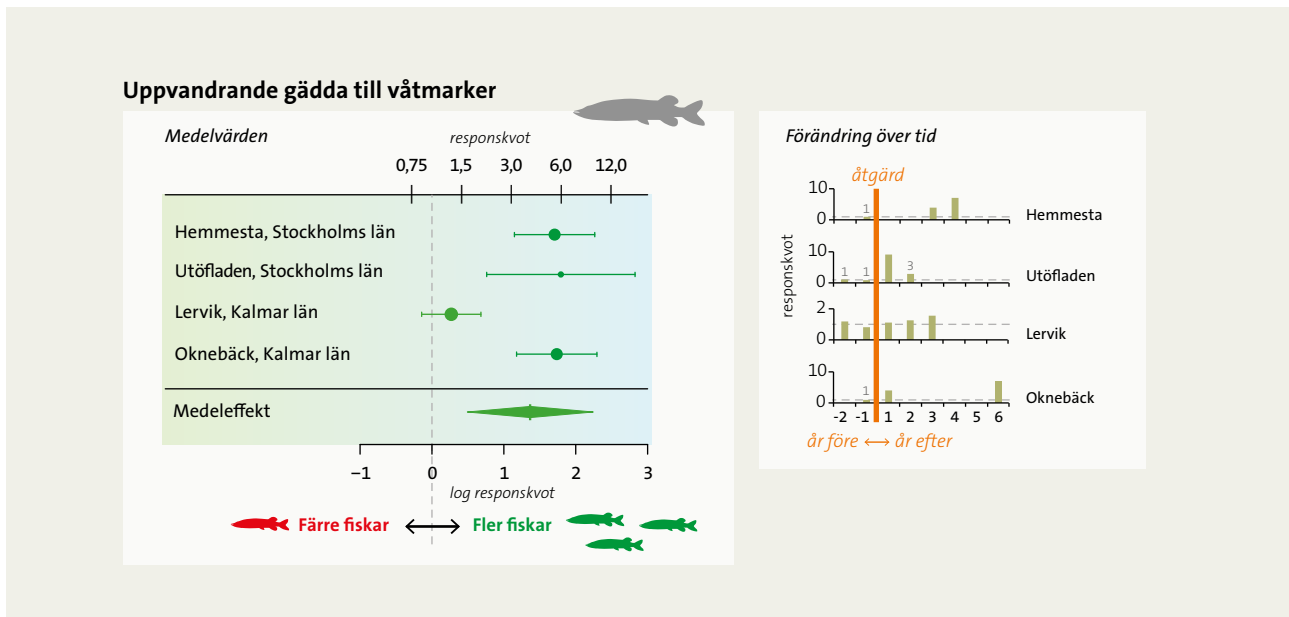 Uppvandrande gädda till våtmarker
Medelvärden
responskvot
0,75 1,5 3,0 6,0 12,0
Hemmesta, Stockholms län
Utöfladen, Stockholms län
Lervik, Kalmar län
Oknebäck, Kalmar län
Medeleffekt
–1 0 1 2 3
log responskvot
Färre fiskar Fler fiskar
Förändring över tid
åtgärd
responskvot
10
0
1
Hemmesta
10
0
1 1 3
Utöfladen
2
0
Lervik
10
0
1
Oknebäck
-2 -1 1 2 3 4 5 6
år före år efter